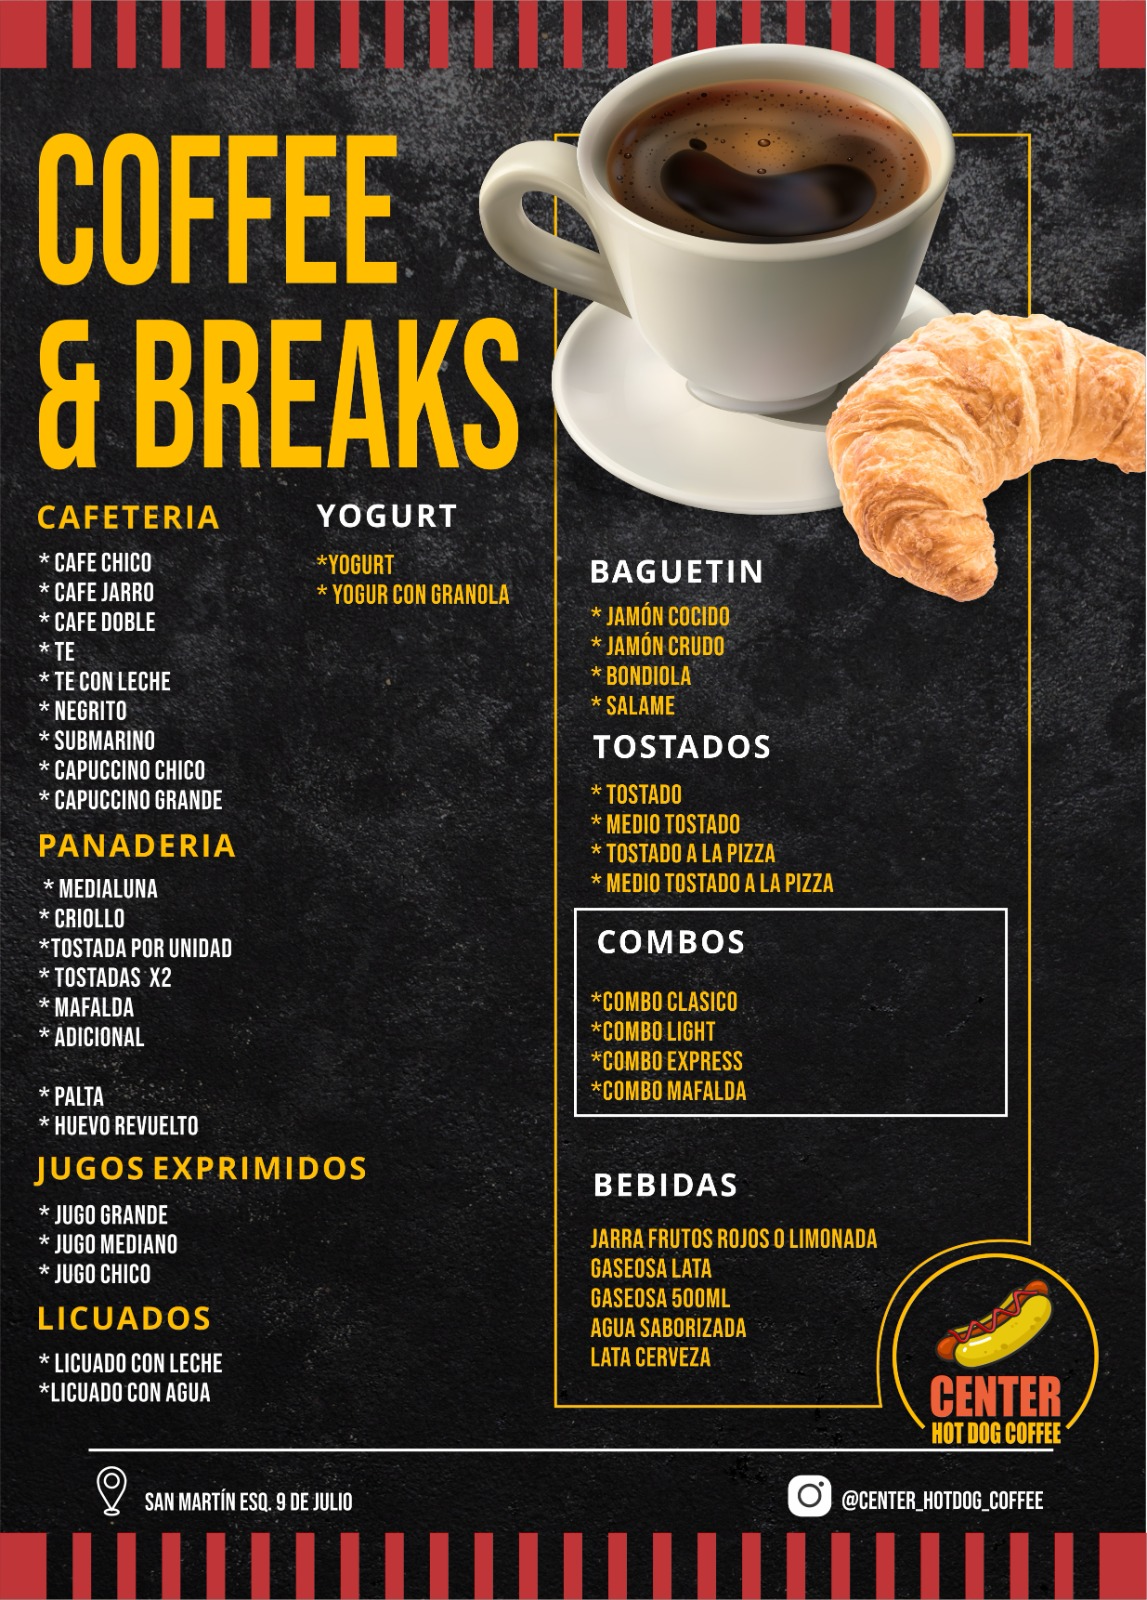 COFFEE
& BREAKS
CAFETERIA
* CAFE CHICO
* CAFE JARRO
* CAFE DOBLE
* TE
* TE CON LECHE
* NEGRITO
* SUBMARINO
* CAPUCCINO CHICO
* CAPUCCINO GRANDE
PANADERIA
* MEDIALUNA
* CRIOLLO
*TOSTADA POR UNIDAD
* TOSTADAS X2
* MAFALDA
* ADICIONAL
* PALTA
* HUEVO REVUELTO
JUGOS EXPRIMIDOS
* JUGO GRANDE
* JUGO MEDIANO
* JUGO CHICO
LICUADOS
* LICUADO CON LECHE
*LICUADO CON AGUA
YOGURT
*YOGURT
* YOGUR CON GRANOLA
BAGUETIN
* JAMÓN COCIDO
* JAMÓN CRUDO
* BONDIOLA
* SALAME
TOSTADOS
* TOSTADO
* MEDIO TOSTADO
* TOSTADO A LA PIZZA
* MEDIO TOSTADO A LA PIZZA
COMBOS
*COMBO CLASICO
*COMBO LIGHT
*COMBO EXPRESS
*COMBO MAFALDA
BEBIDAS
JARRA FRUTOS ROJOS O LIMONADA
GASEOSA LATA
GASEOSA 500ML
AGUA SABORIZADA
LATA CERVEZA
CENTER
HOT DOG COFFEE
SAN MARTÍN ESQ. 9 DE JULIO
@CENTER_HOTDOG_COFFEE